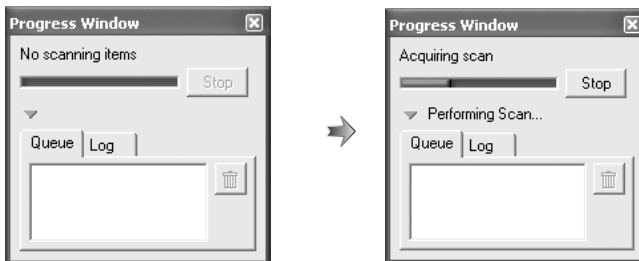 Progress Window
No scanning items
Stop
Queue Log
Progress Window
Acquiring scan
Stop
Performing Scan...
Queue Log